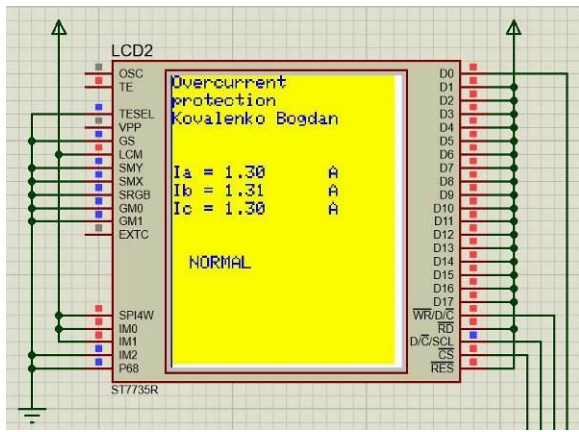 LCD2
OSC
TE
TESEL
VPP
GS
LCM
SMY
SMX
SRGB
GM0
GM1
EXTC
SPI4W
IM0
IM1
IM2
P68
Overcurrent
protection
Kovalenko Bogdan
Ia = 1.30 A
Ib = 1.31 A
Ic = 1.30 A
NORMAL
D0
D1
D2
D3
D4
D5
D6
D7
D8
D9
D10
D11
D12
D13
D14
D15
D16
D17
WR/D/C
RD
D/C/SCL
CS
RES
ST7735R